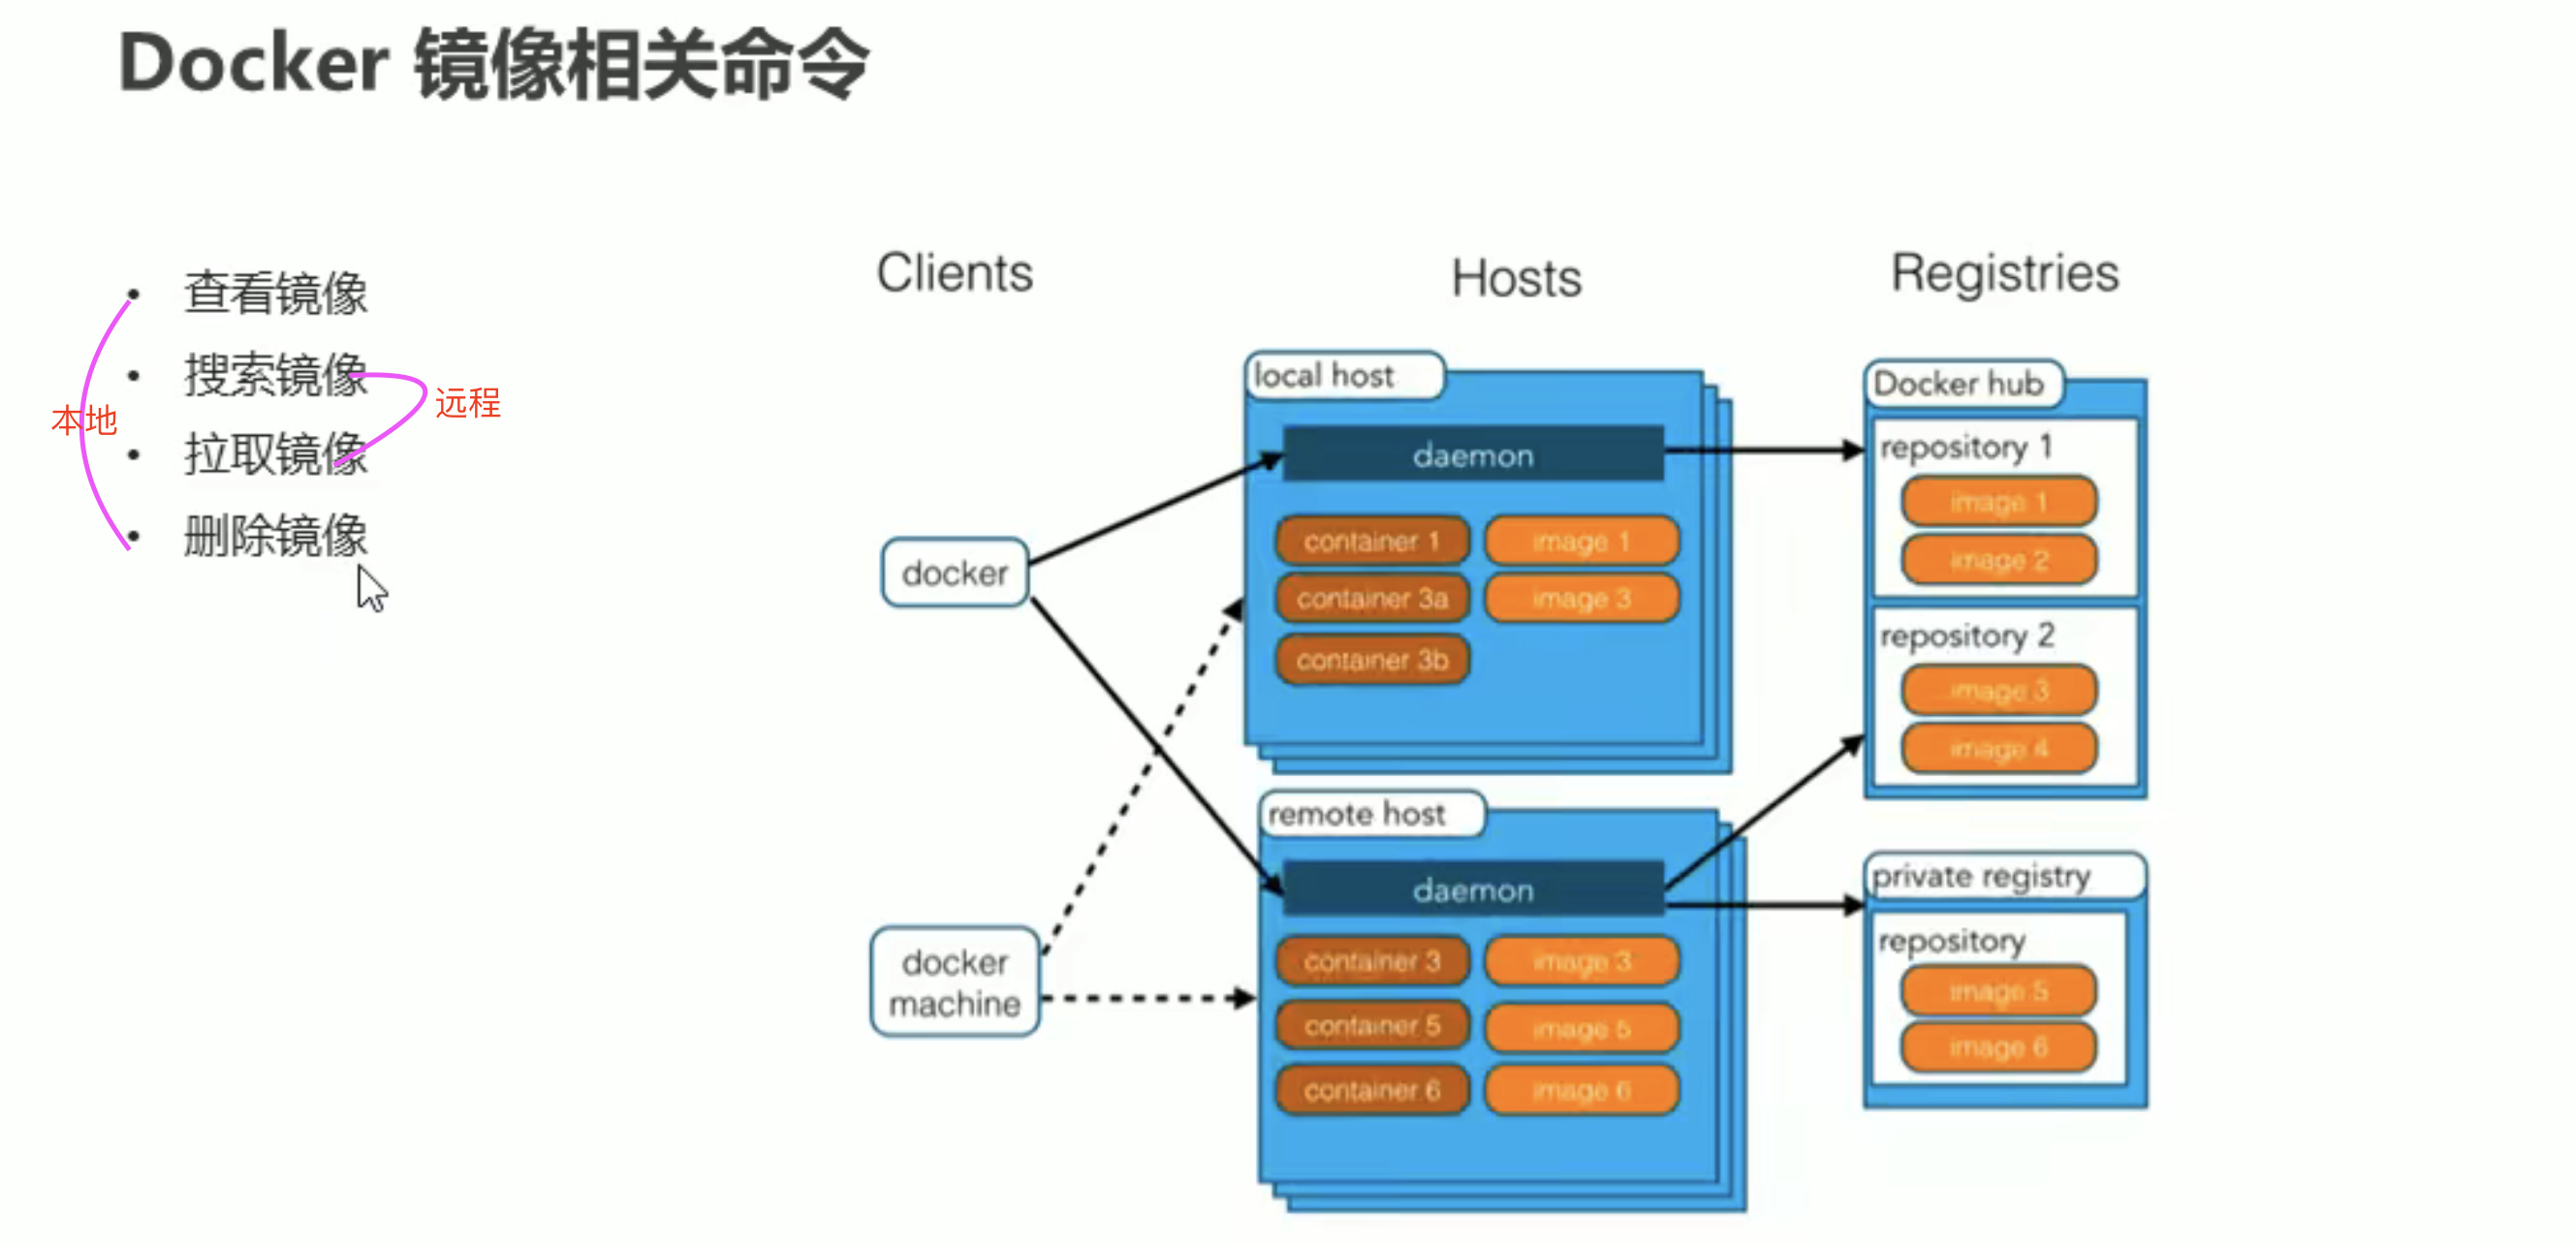 Docker 镜像相关命令
• 查看镜像
• 搜索镜像
• 拉取镜像
• 删除镜像
本地
远程
Clients
docker
docker
machine
Hosts
local host
daemon
container 1 image 1
container 3a image 3
container 3b
remote host
daemon
container 3 image 3
container 5 image 5
container 6 image 6
Registries
Docker hub
repository 1
image 1
image 2
repository 2
image 3
image 4
private registry
repository
image 5
image 6